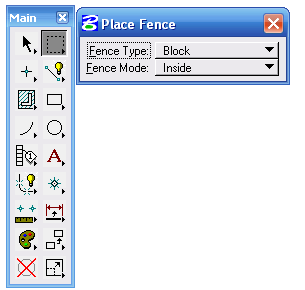 Main
Place Fence
Fence Type: Block
Fence Mode: Inside
A